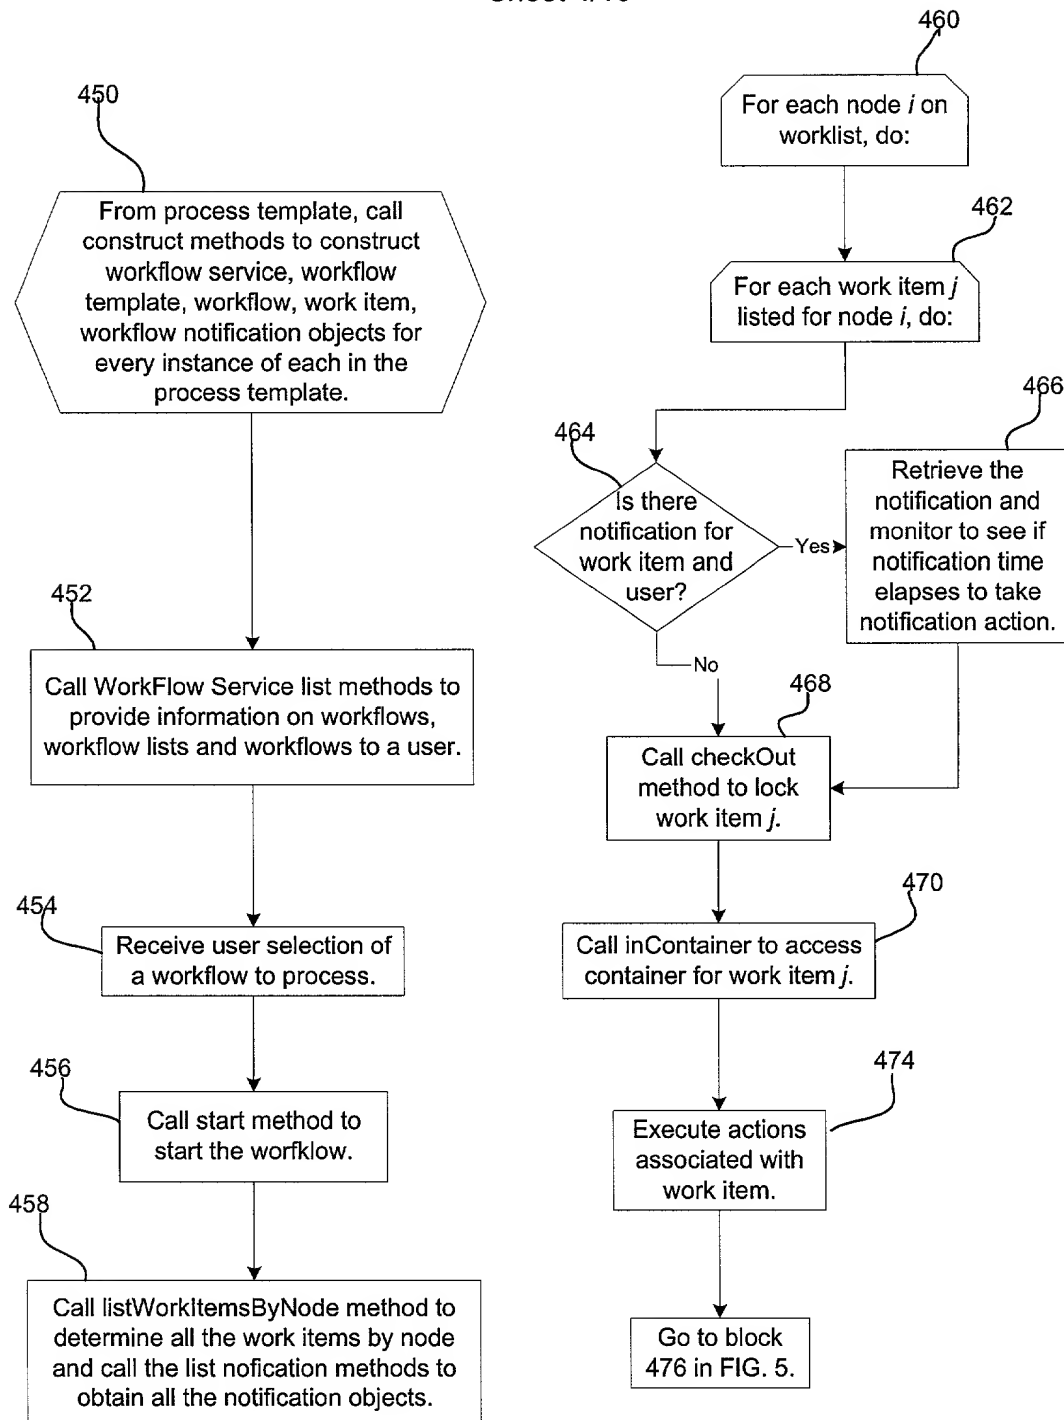 450
From process template, call
construct methods to construct
workflow service, workflow
template, workflow, work item,
workflow notification objects for
every instance of each in the
process template.
452
Call WorkFlow Service list methods to
provide information on workflows,
workflow lists and workflows to a user.
454
Receive user selection of
a workflow to process.
456
Call start method to
start the worfklow.
458
Call listWorkItemsByNode method to
determine all the work items by node
and call the list nofication methods to
obtain all the notification objects.
460
For each node i on
worklist, do:
462
For each work item j
listed for node i, do:
464
Is there
notification for
work item and
user?
Yes
No
466
Retrieve the
notification and
monitor to see if
notification time
elapses to take
notification action.
468
Call checkOut
method to lock
work item j.
470
Call inContainer to access
container for work item j.
474
Execute actions
associated with
work item.
Go to block
476 in FIG. 5.